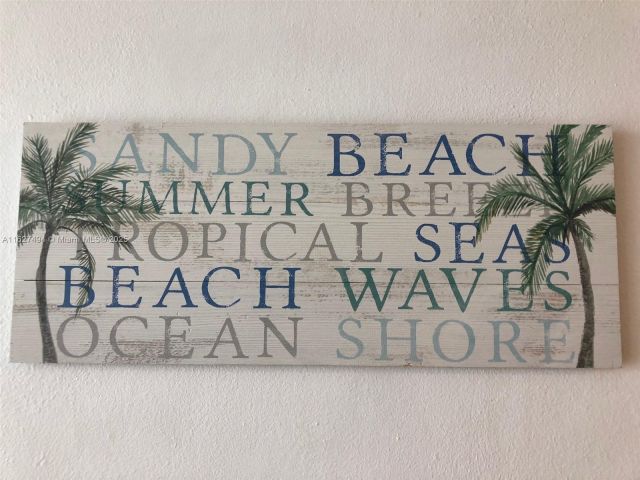 SANDY BEACH
SUMMER BREEZE
TROPICAL SEAS
BEACH WAVES
OCEAN SHORE